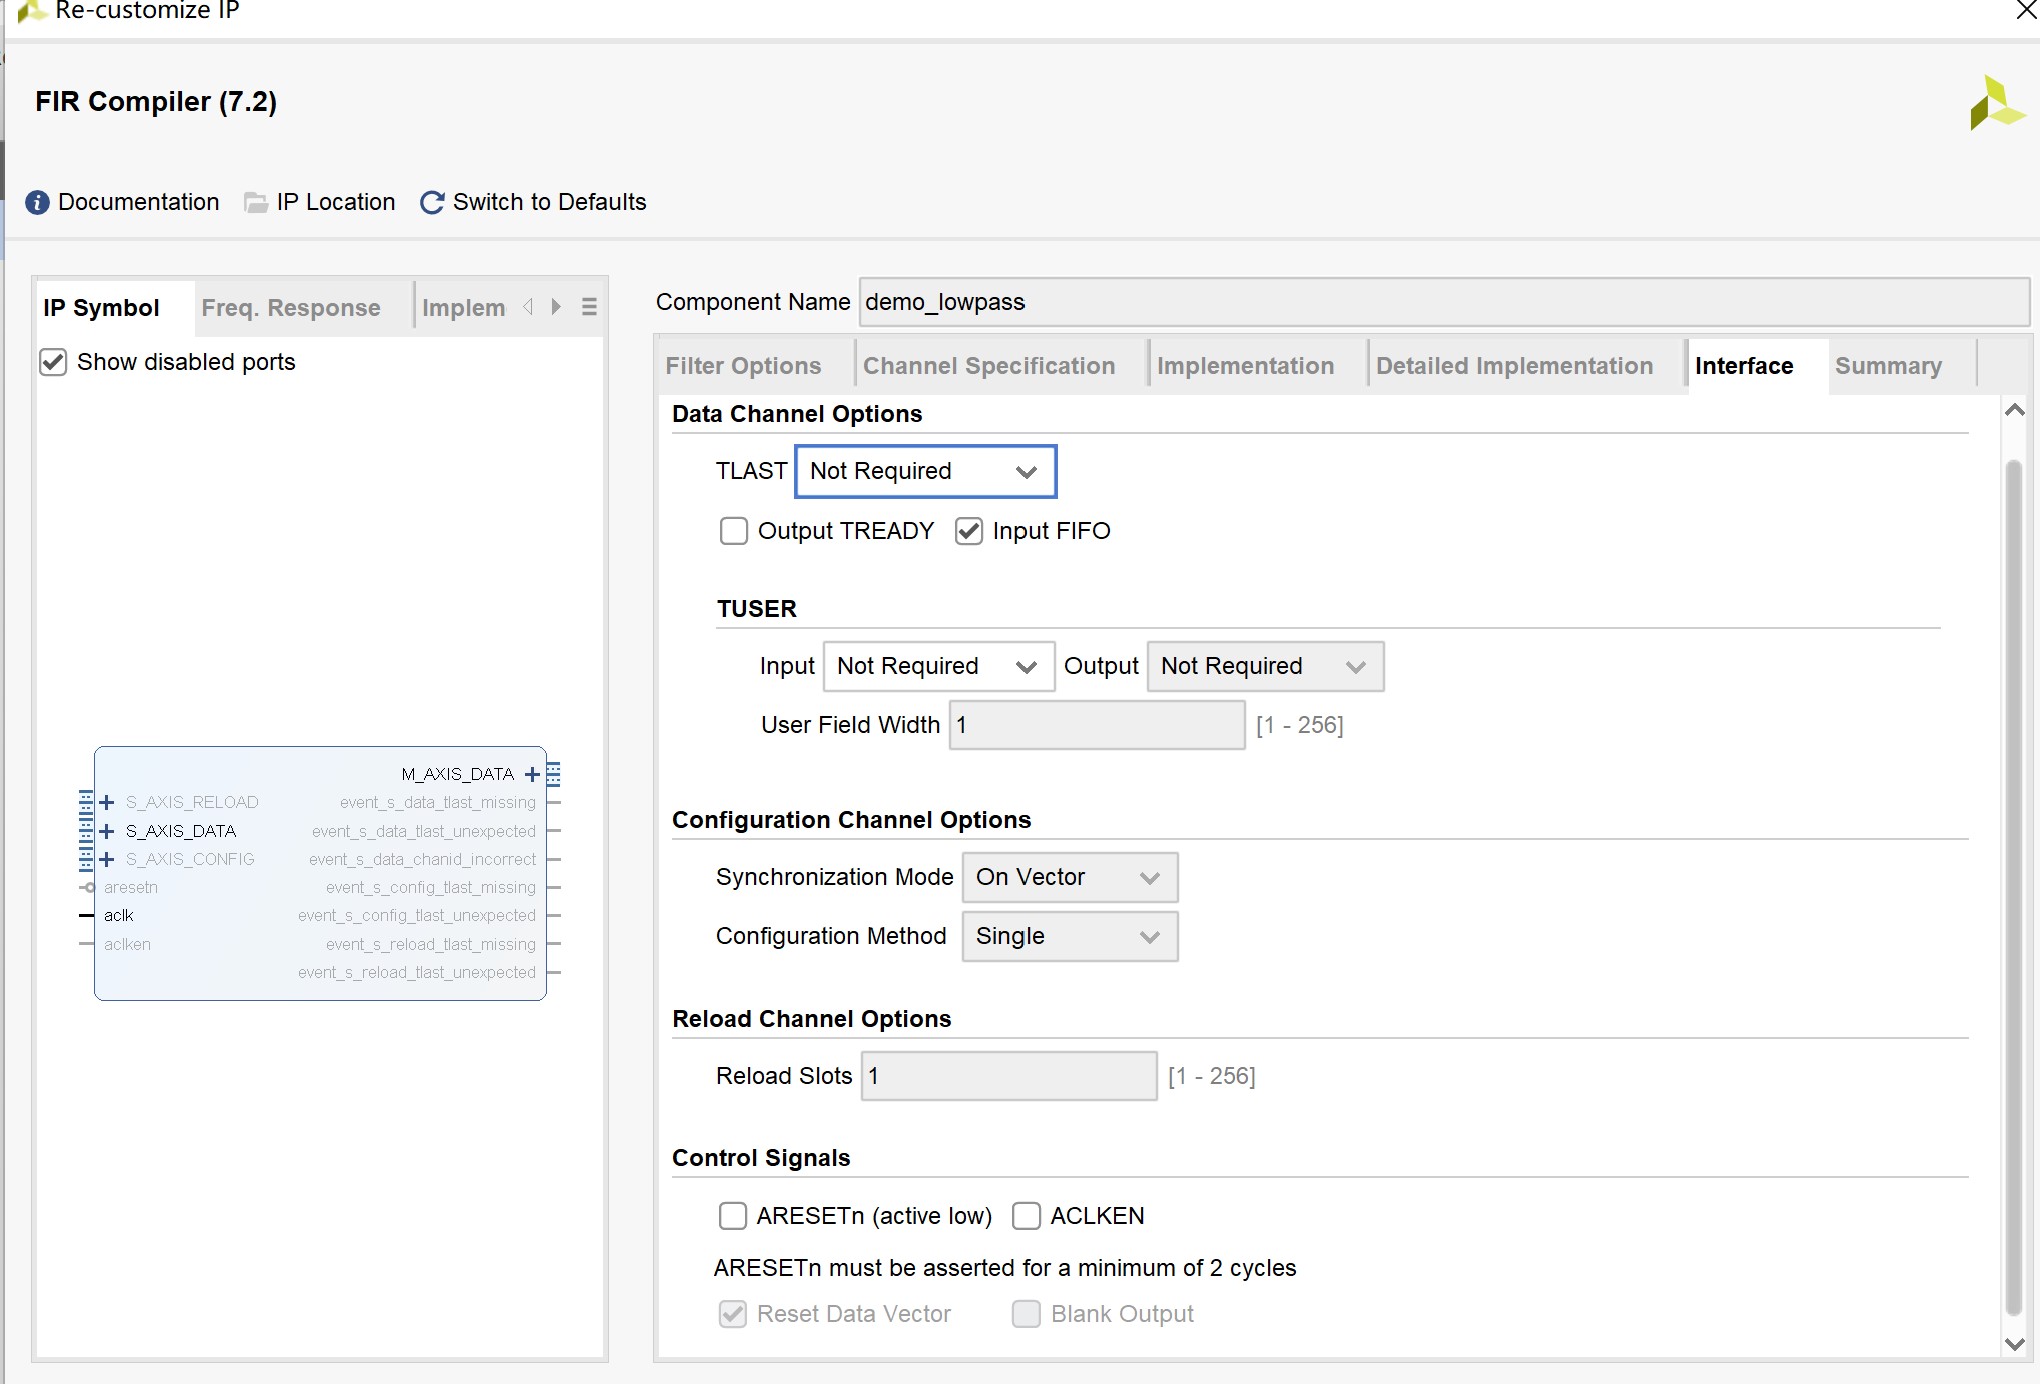 Re-customize IP
FIR Compiler (7.2)
Documentation IP Location Switch to Defaults
IP Symbol Freq. Response Implem
Show disabled ports
M_AXIS_DATA
S_AXIS_RELOAD event_s_data_tlast_missing
S_AXIS_DATA event_s_data_tlast_unexpected
S_AXIS_CONFIG event_s_data_chanid_incorrect
aresetn event_s_config_tlast_missing
aclk event_s_config_tlast_unexpected
aclken event_s_reload_tlast_missing
event_s_reload_tlast_unexpected
Component Name demo_lowpass
Filter Options Channel Specification Implementation Detailed Implementation Interface Summary
Data Channel Options
TLAST Not Required
Output TREADY Input FIFO
TUSER
Input Not Required Output Not Required
User Field Width 1 [1 - 256]
Configuration Channel Options
Synchronization Mode On Vector
Configuration Method Single
Reload Channel Options
Reload Slots 1 [1 - 256]
Control Signals
ARESETn (active low) ACLKEN
ARESETn must be asserted for a minimum of 2 cycles
Reset Data Vector Blank Output